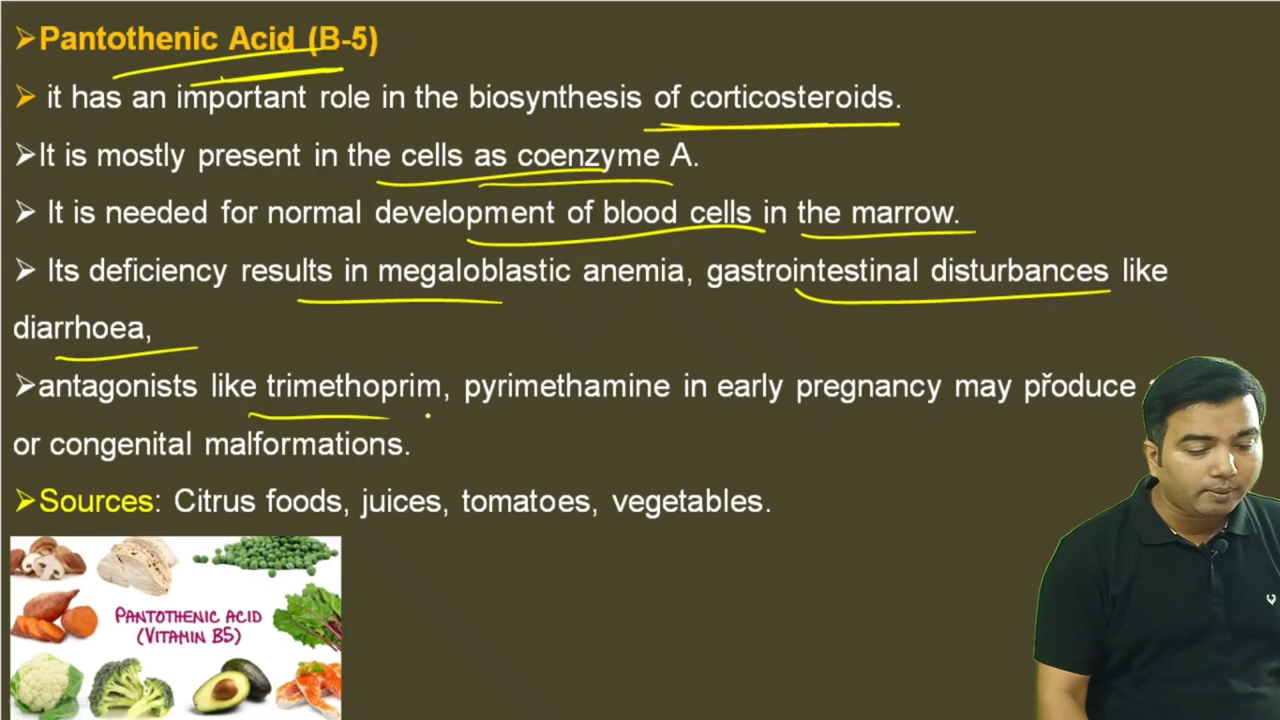 ➢Pantothenic Acid (B-5)
➢ it has an important role in the biosynthesis of corticosteroids.
➢It is mostly present in the cells as coenzyme A.
➢ It is needed for normal development of blood cells in the marrow.
➢ Its deficiency results in megaloblastic anemia, gastrointestinal disturbances like
diarrhoea,
➢antagonists like trimethoprim, pyrimethamine in early pregnancy may produce
or congenital malformations.
➢Sources: Citrus foods, juices, tomatoes, vegetables.
PANTOTHENIC ACID
(VITAMIN B5)